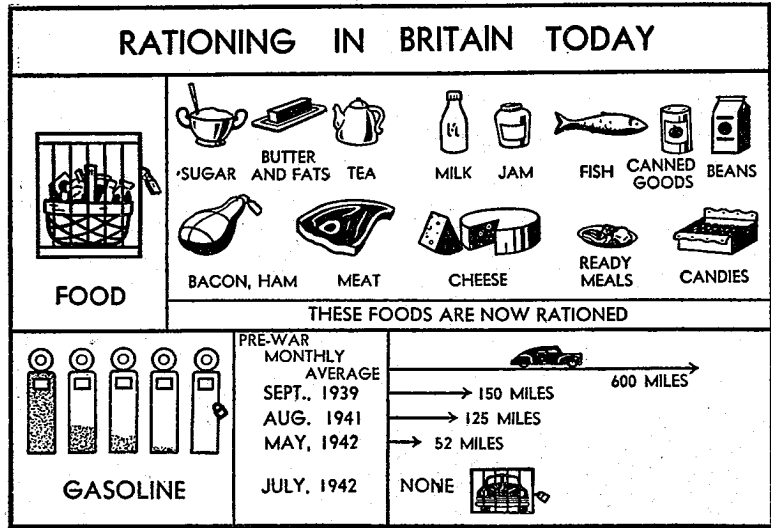 RATIONING IN BRITAIN TODAY
SUGAR
BUTTER
AND FATS
TEA
MILK
JAM
FISH
CANNED
GOODS
BEANS
BACON, HAM
MEAT
CHEESE
READY
MEALS
CANDIES
FOOD
THESE FOODS ARE NOW RATIONED
PRE-WAR
MONTHLY
AVERAGE
600 MILES
SEPT., 1939 150 MILES
AUG. 1941 125 MILES
MAY, 1942 52 MILES
JULY, 1942 NONE
GASOLINE